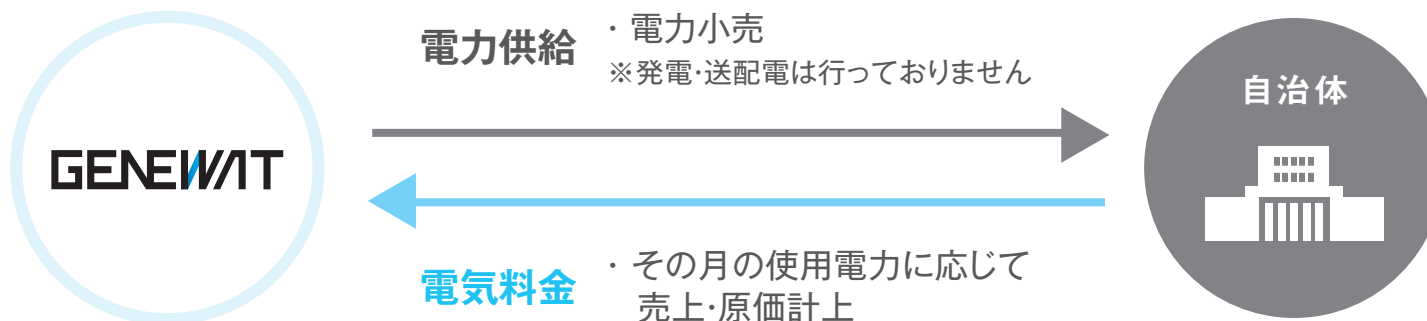 GENEWAT
電力供給
・電力小売
※発電・送配電は行っておりません
自治体
電気料金
・その月の使用電力に応じて
売上・原価計上